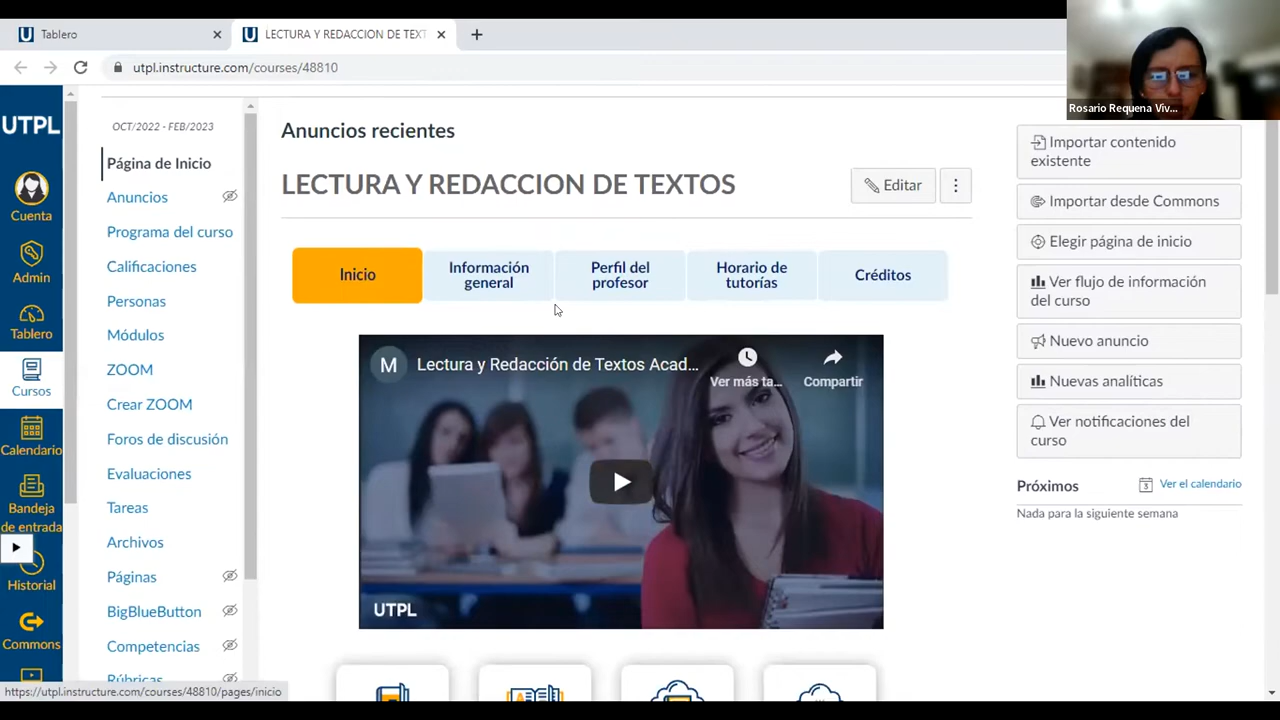 Tablero
LECTURA Y REDACCION DE TEXT
utpl.instructure.com/courses/48810
Rosario Requena Viv...
UTPL
Cuenta
Admin
Tablero
Cursos
Calendario
Bandeja
de entrada
Historial
Commons
OCT/2022 - FEB/2023
Página de Inicio
Anuncios
Programa del curso
Calificaciones
Personas
Módulos
ZOOM
Crear ZOOM
Foros de discusión
Evaluaciones
Tareas
Archivos
Páginas
BigBlueButton
Competencias
Rúbricas
Anuncios recientes
LECTURA Y REDACCION DE TEXTOS
Editar
Inicio
Información
general
Perfil del
profesor
Horario de
tutorías
Créditos
M
Lectura y Redacción de Textos Acad...
Ver más ta...
Compartir
UTPL
Importar contenido
existente
Importar desde Commons
Elegir página de inicio
Ver flujo de información
del curso
Nuevo anuncio
Nuevas analíticas
Ver notificaciones del
curso
Próximos
Ver el calendario
Nada para la siguiente semana
https://utpl.instructure.com/courses/48810/pages/inicio